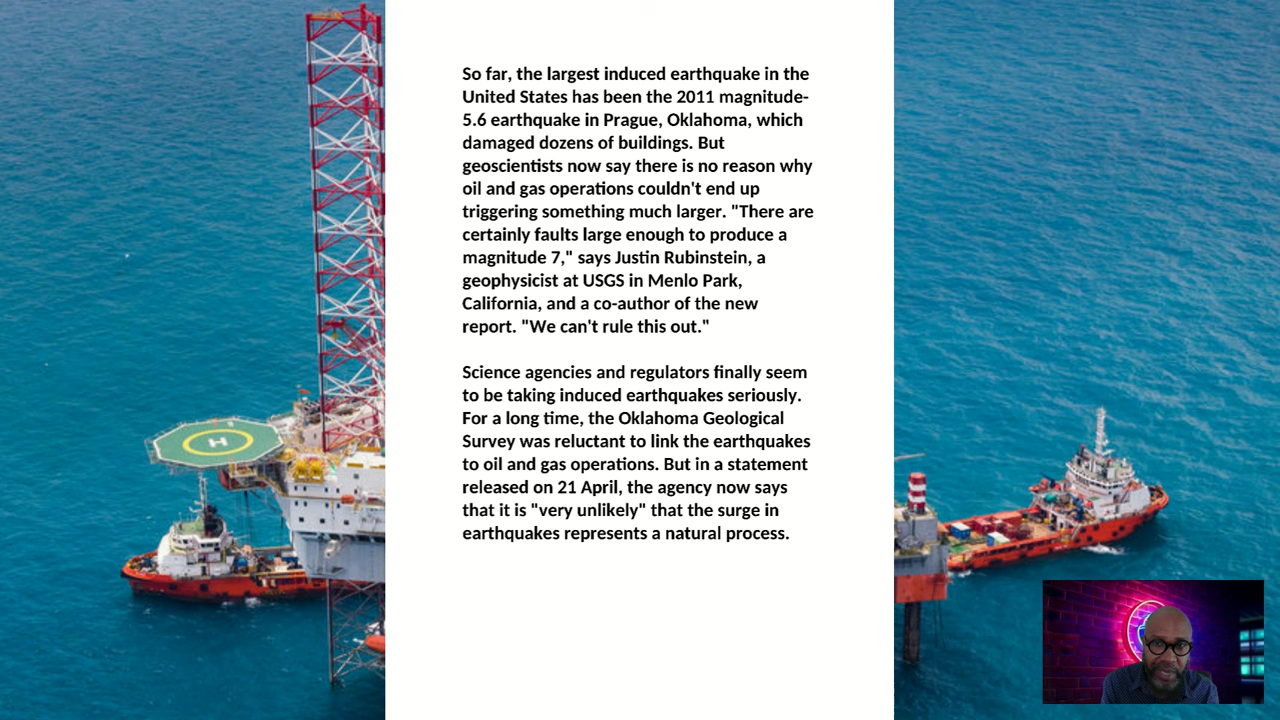 So far, the largest induced earthquake in the
United States has been the 2011 magnitude-
5.6 earthquake in Prague, Oklahoma, which
damaged dozens of buildings. But
geoscientists now say there is no reason why
oil and gas operations couldn't end up
triggering something much larger. "There are
certainly faults large enough to produce a
magnitude 7," says Justin Rubinstein, a
geophysicist at USGS in Menlo Park,
California, and a co-author of the new
report. "We can't rule this out."
Science agencies and regulators finally seem
to be taking induced earthquakes seriously.
For a long time, the Oklahoma Geological
Survey was reluctant to link the earthquakes
to oil and gas operations. But in a statement
released on 21 April, the agency now says
that it is "very unlikely" that the surge in
earthquakes represents a natural process.
H